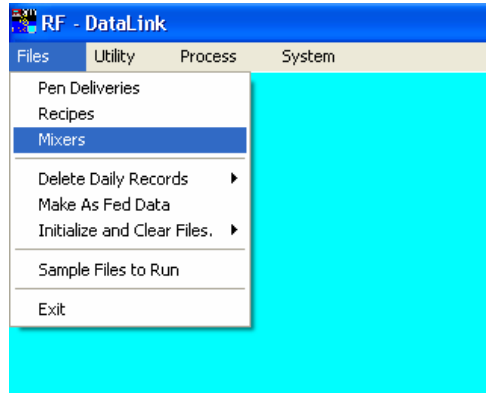 RF - DataLink
Files Utility Process System
Pen Deliveries
Recipes
Mixers
Delete Daily Records
Make As Fed Data
Initialize and Clear Files.
Sample Files to Run
Exit